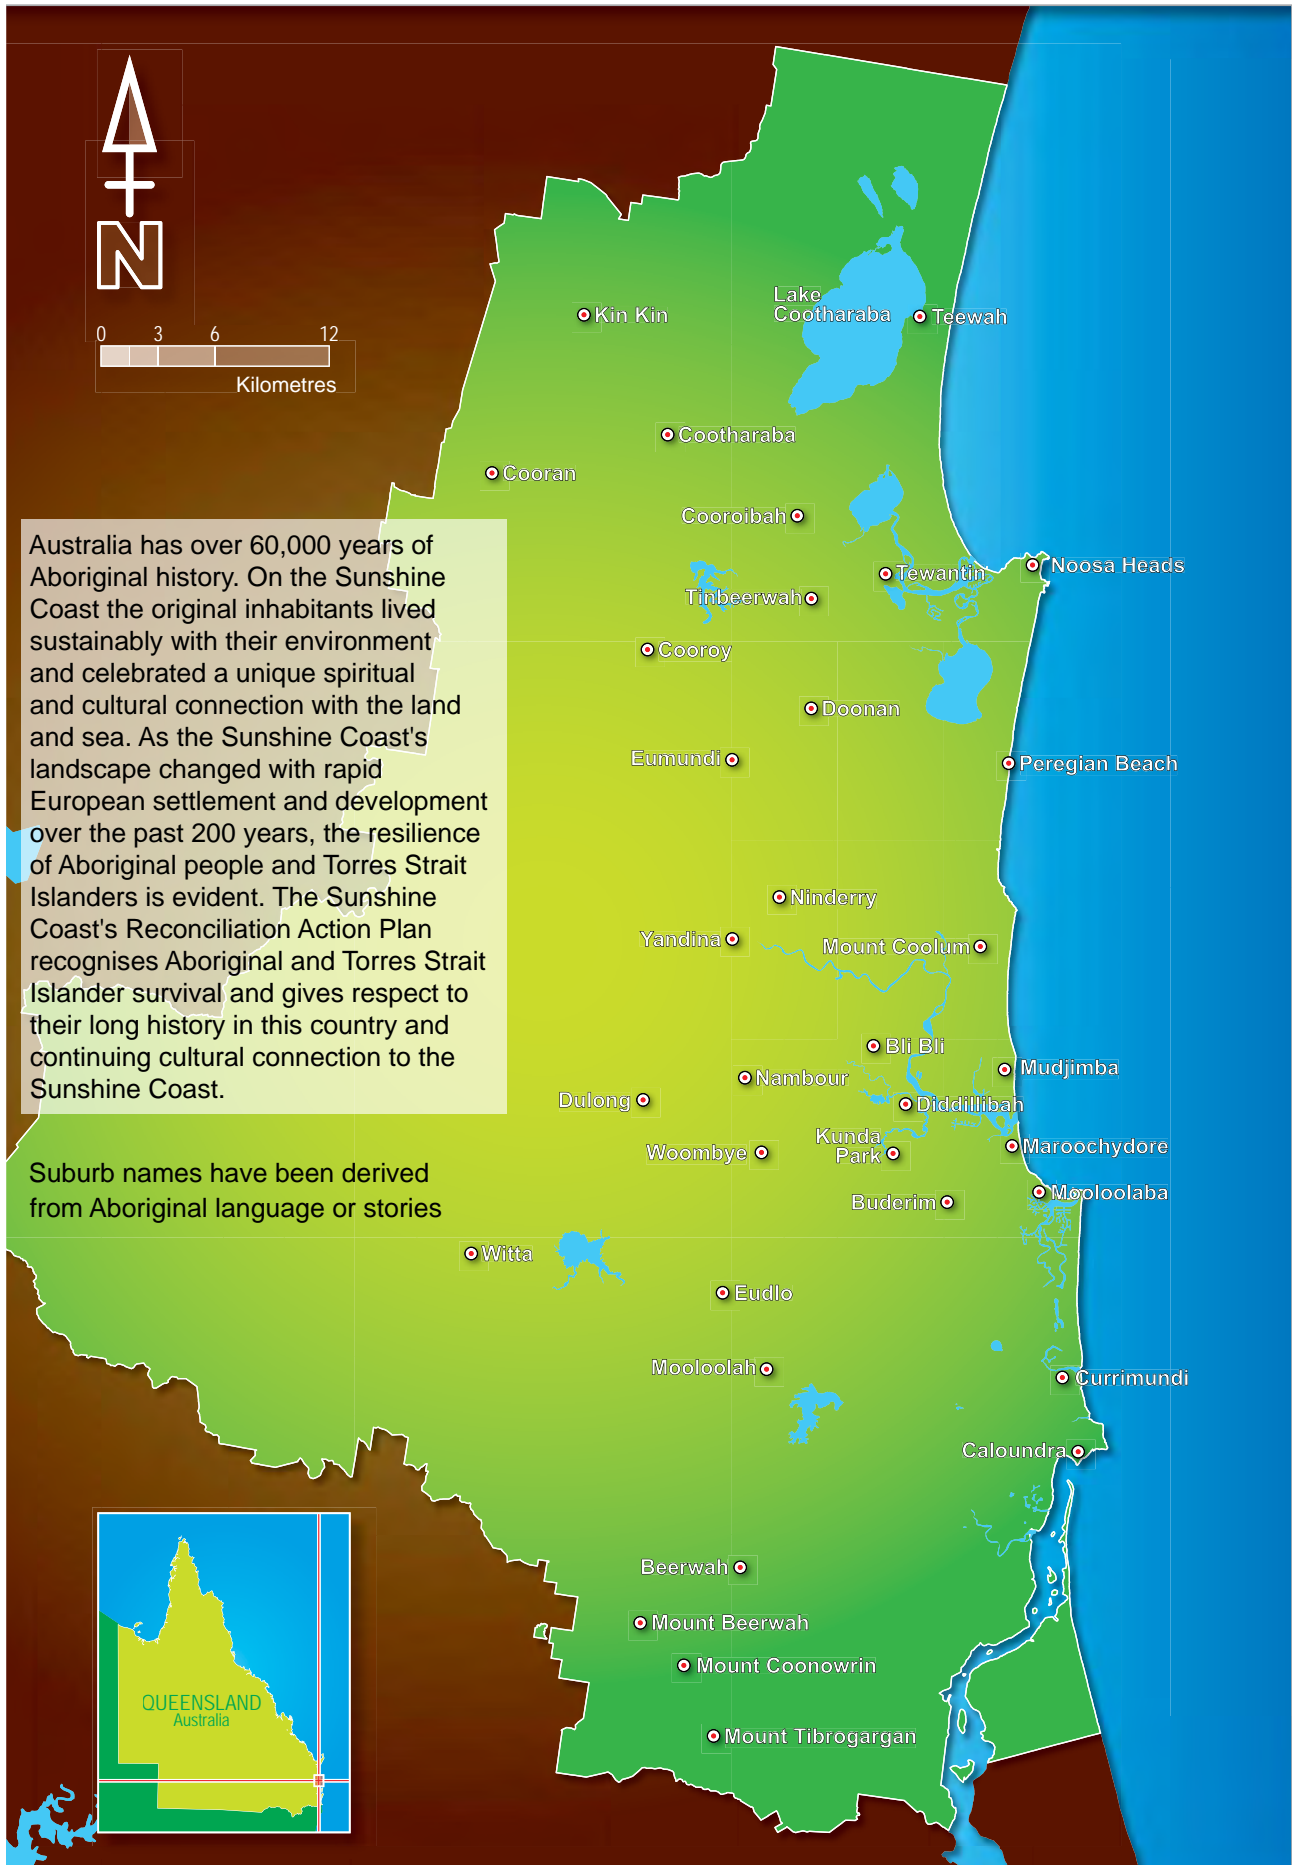 N
0 3 6 12
Kilometres
Lake
Cootharaba
Kin Kin
Teewah
Cootharaba
Cooran
Cooroibah
Noosa Heads
Tewantin
Tinbeerwah
Cooroy
Doonan
Eumundi
Peregian Beach
Australia has over 60,000 years of
Aboriginal history. On the Sunshine
Coast the original inhabitants lived
sustainably with their environment
and celebrated a unique spiritual
and cultural connection with the land
and sea. As the Sunshine Coast's
landscape changed with rapid
European settlement and development
over the past 200 years, the resilience
of Aboriginal people and Torres Strait
Islanders is evident. The Sunshine
Coast's Reconciliation Action Plan
recognises Aboriginal and Torres Strait
Islander survival and gives respect to
their long history in this country and
continuing cultural connection to the
Sunshine Coast.
Ninderry
Yandina
Mount Coolum
Bli Bli
Mudjimba
Nambour
Dulong
Diddillibah
Kunda
Park
Maroochydore
Woombye
Suburb names have been derived
from Aboriginal language or stories
Mooloolaba
Buderim
Witta
Eudlo
Mooloolah
Currimundi
Caloundra
Beerwah
Mount Beerwah
Mount Coonowrin
Mount Tibrogargan
QUEENSLAND
Australia